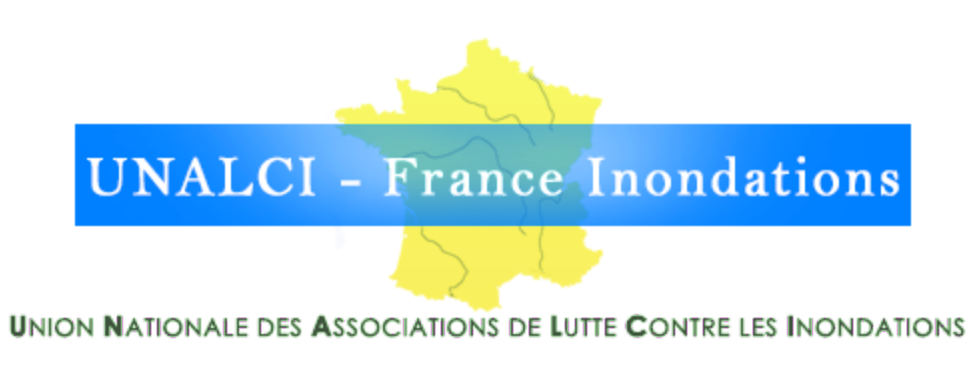 UNALCI - France Inondations
UNION NATIONALE DES ASSOCIATIONS DE LUTTE CONTRE LES INONDATIONS